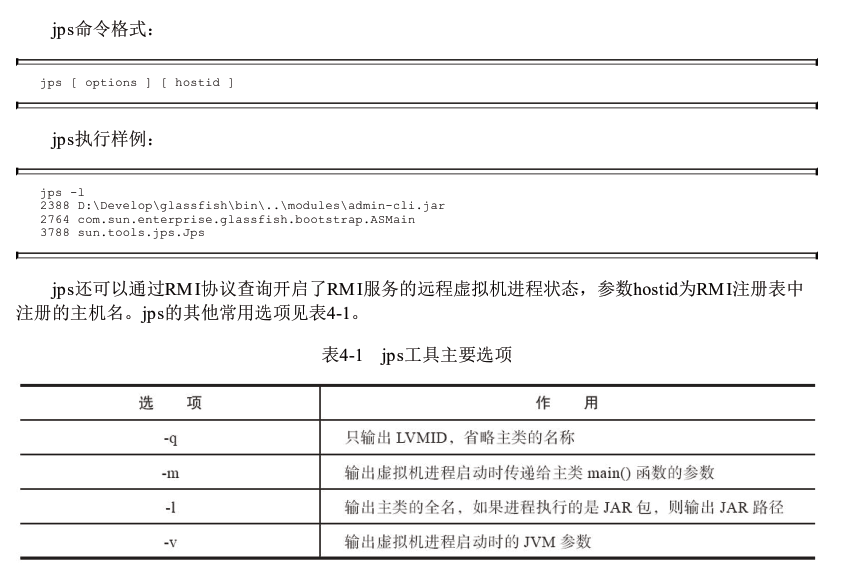 jps命令格式：
jps [ options ] [ hostid ]
jps执行样例：
jps -l
2388 D:\Develop\glassfish\bin\..\modules\admin-cli.jar
2764 com.sun.enterprise.glassfish.bootstrap.ASMain
3788 sun.tools.jps.Jps
jps还可以通过RMI协议查询开启了RMI服务的远程虚拟机进程状态，参数hostid为RMI注册表中
注册的主机名。jps的其他常用选项见表4-1。
表4-1 jps工具主要选项
选 项 作 用
-q 只输出 LVMID，省略主类的名称
-m 输出虚拟机进程启动时传递给主类 main() 函数的参数
-l 输出主类的全名，如果进程执行的是 JAR 包，则输出 JAR 路径
-v 输出虚拟机进程启动时的 JVM 参数